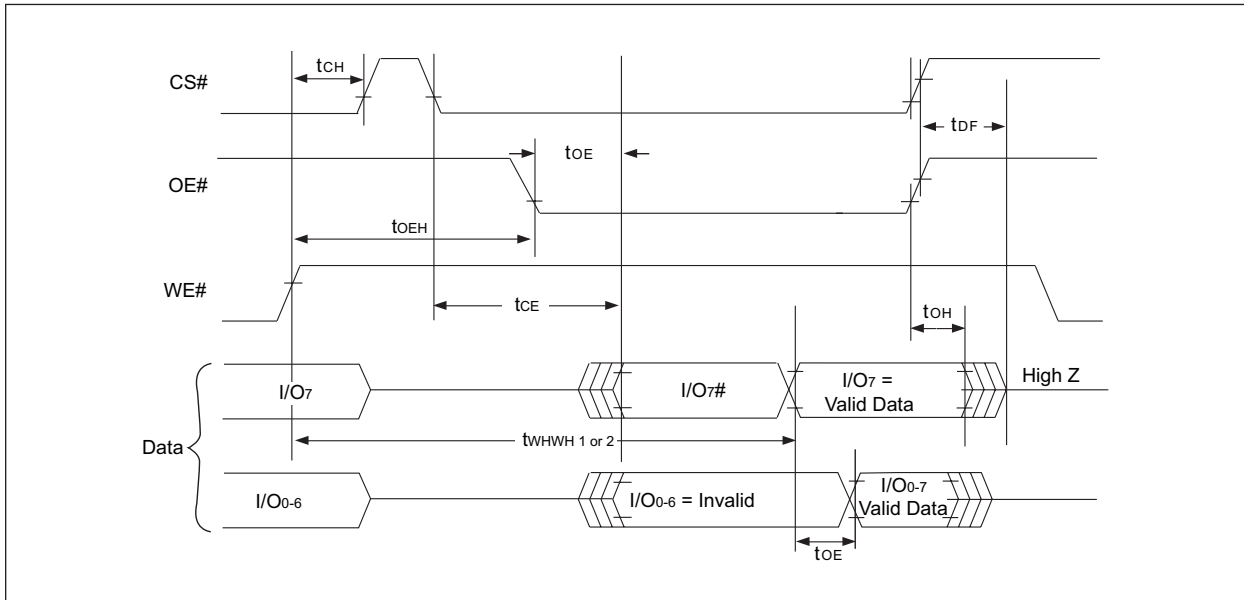 CS#
tCH
tDF
OE#
tOE
tOEH
WE#
tCE
tOH
Data
I/O7
I/O7#
I/O7 =
Valid Data
High Z
tWHWH 1 or 2
I/O0-6
I/O0-6 = Invalid
I/O0-7
Valid Data
tOE